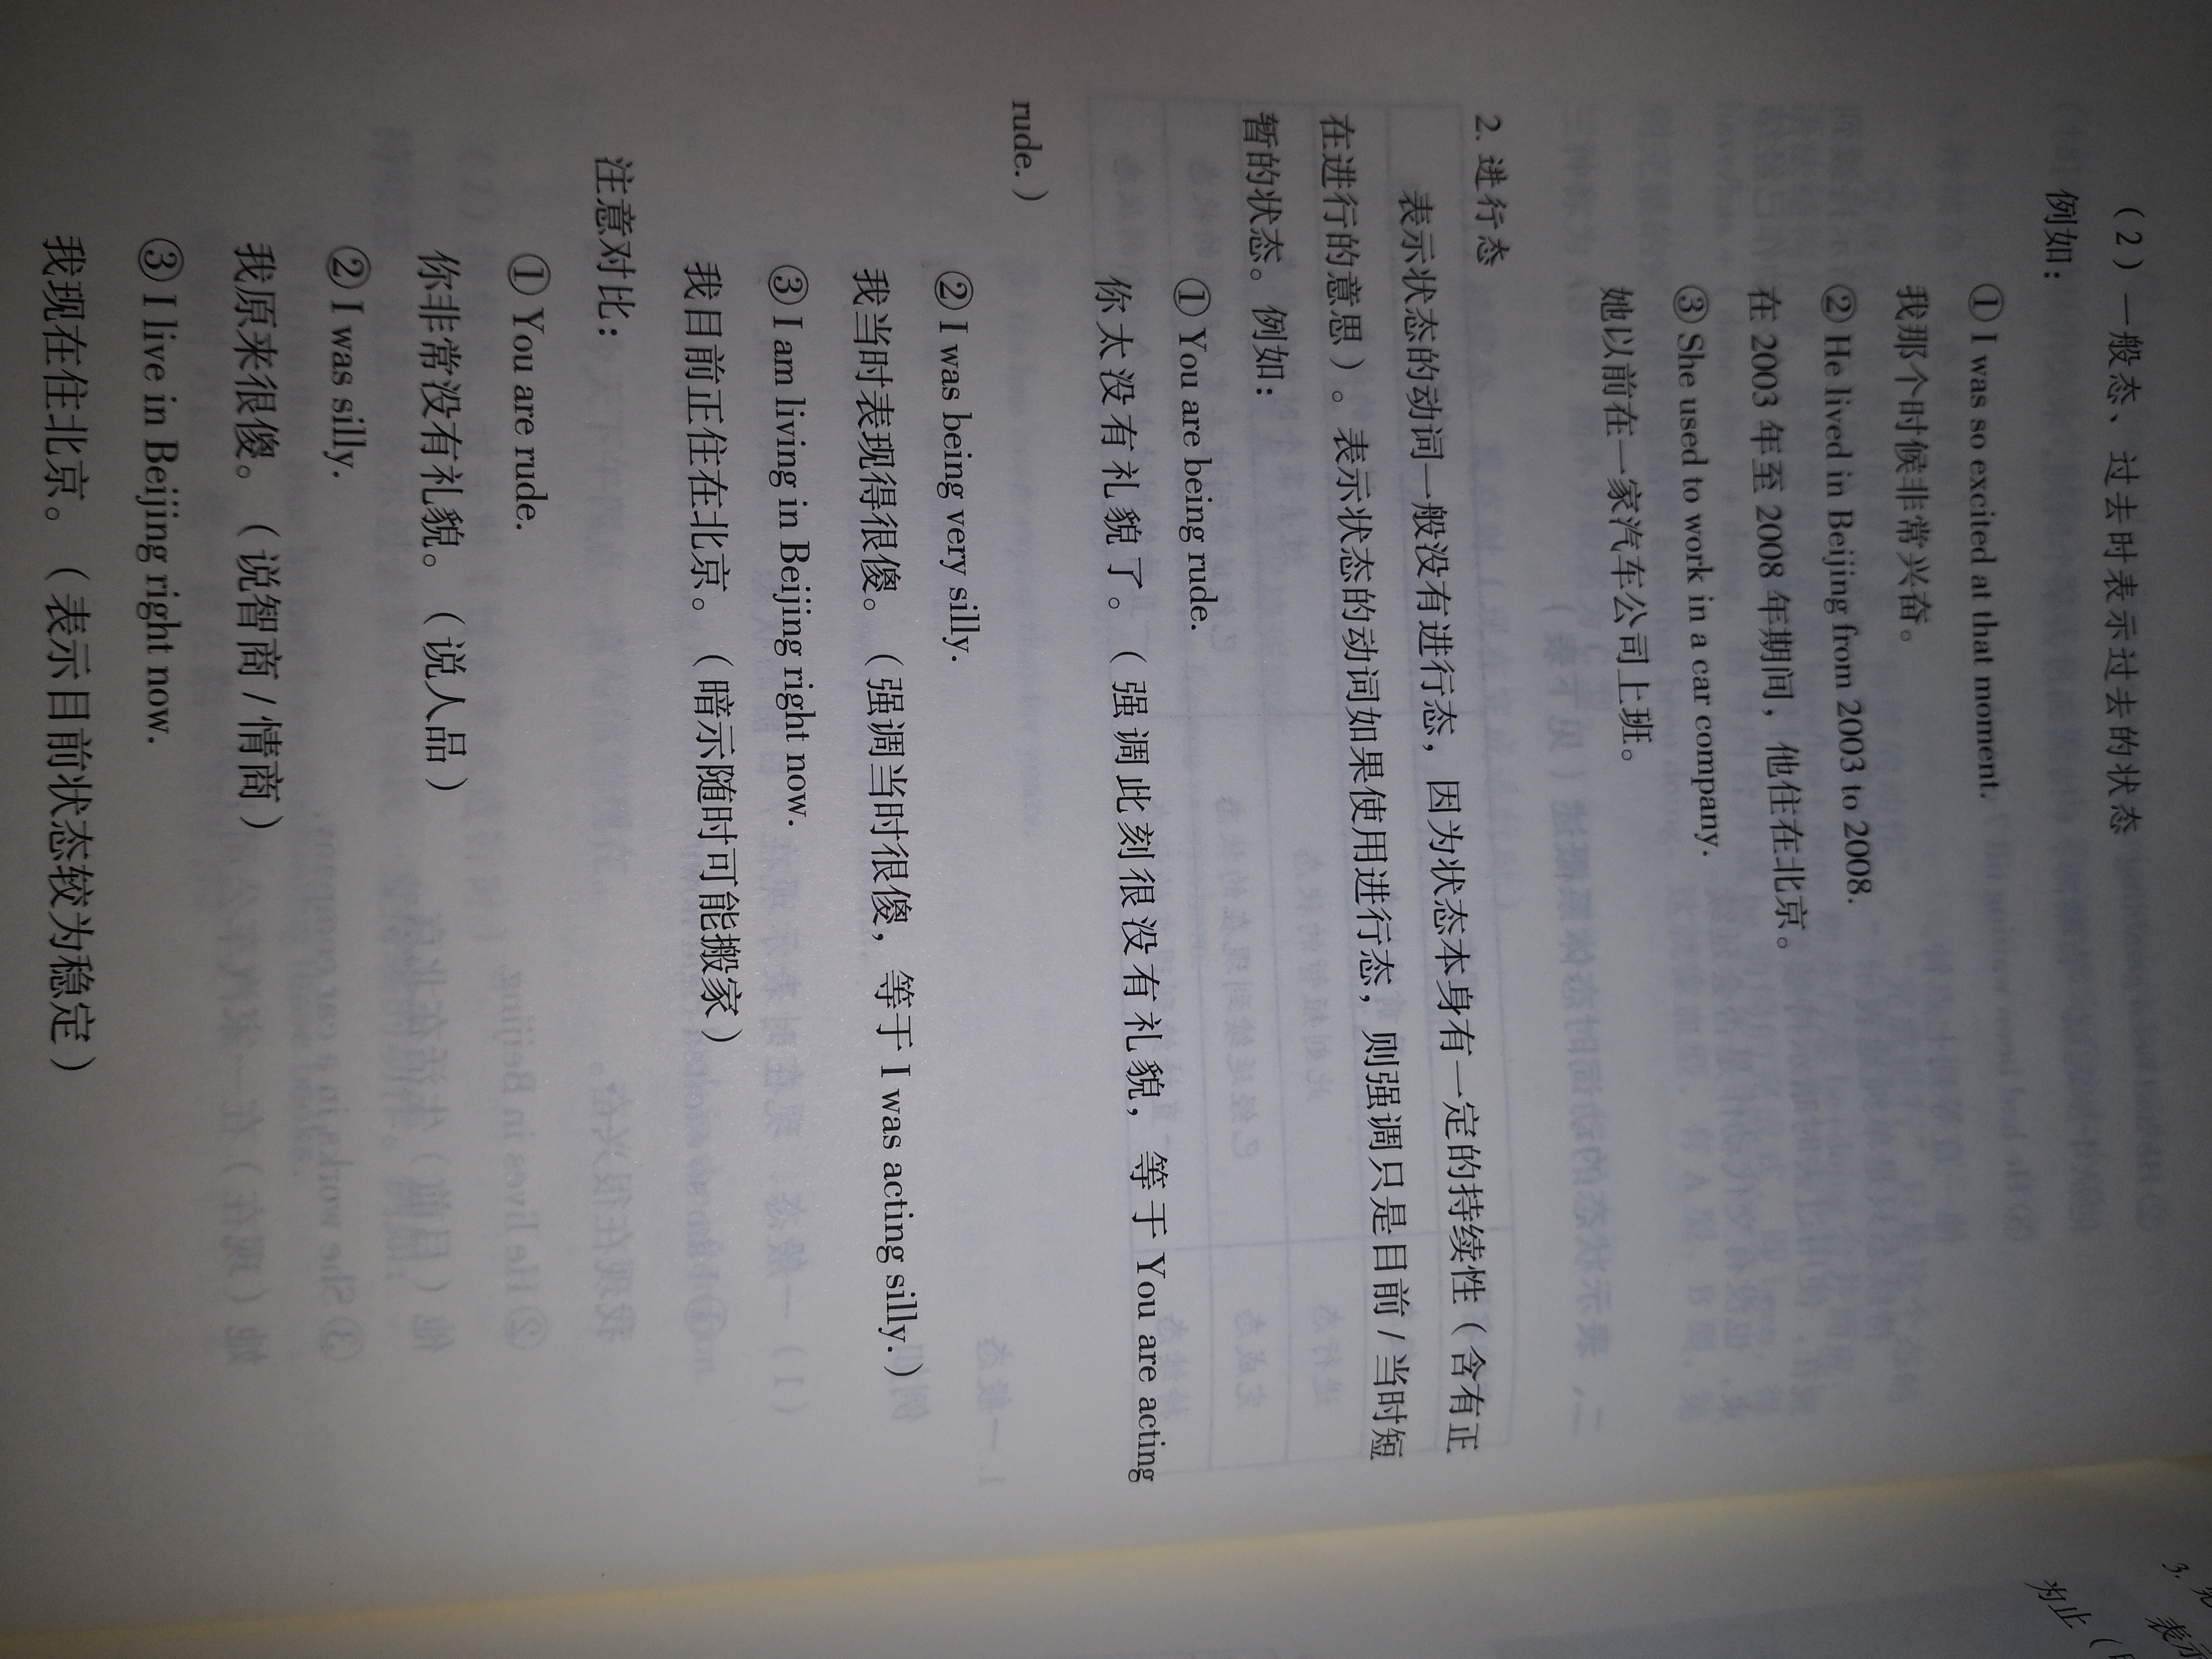 （2）一般态、过去时表示过去的状态
例如：
① I was so excited at that moment.
我那个时候非常兴奋。
② He lived in Beijing from 2003 to 2008.
在 2003 年至 2008 年期间，他住在北京。
③ She used to work in a car company.
她以前在一家汽车公司上班。
2. 进行态
表示状态的动词一般没有进行态，因为状态本身有一定的持续性（含有正
在进行的意思）。表示状态的动词如果使用进行态，则强调只是目前 / 当时短
暂的状态。例如：
① You are being rude.
你太没有礼貌了。（强调此刻很没有礼貌，等于 You are acting
rude.）
② I was being very silly.
我当时表现得很傻。（强调当时很傻，等于 I was acting silly.）
③ I am living in Beijing right now.
我目前正住在北京。（暗示随时可能搬家）
注意对比：
① You are rude.
你非常没有礼貌。（说人品）
② I was silly.
我原来很傻。（说智商 / 情商）
③ I live in Beijing right now.
我现在住北京。（表示目前状态较为稳定）
3.
表示
为止（